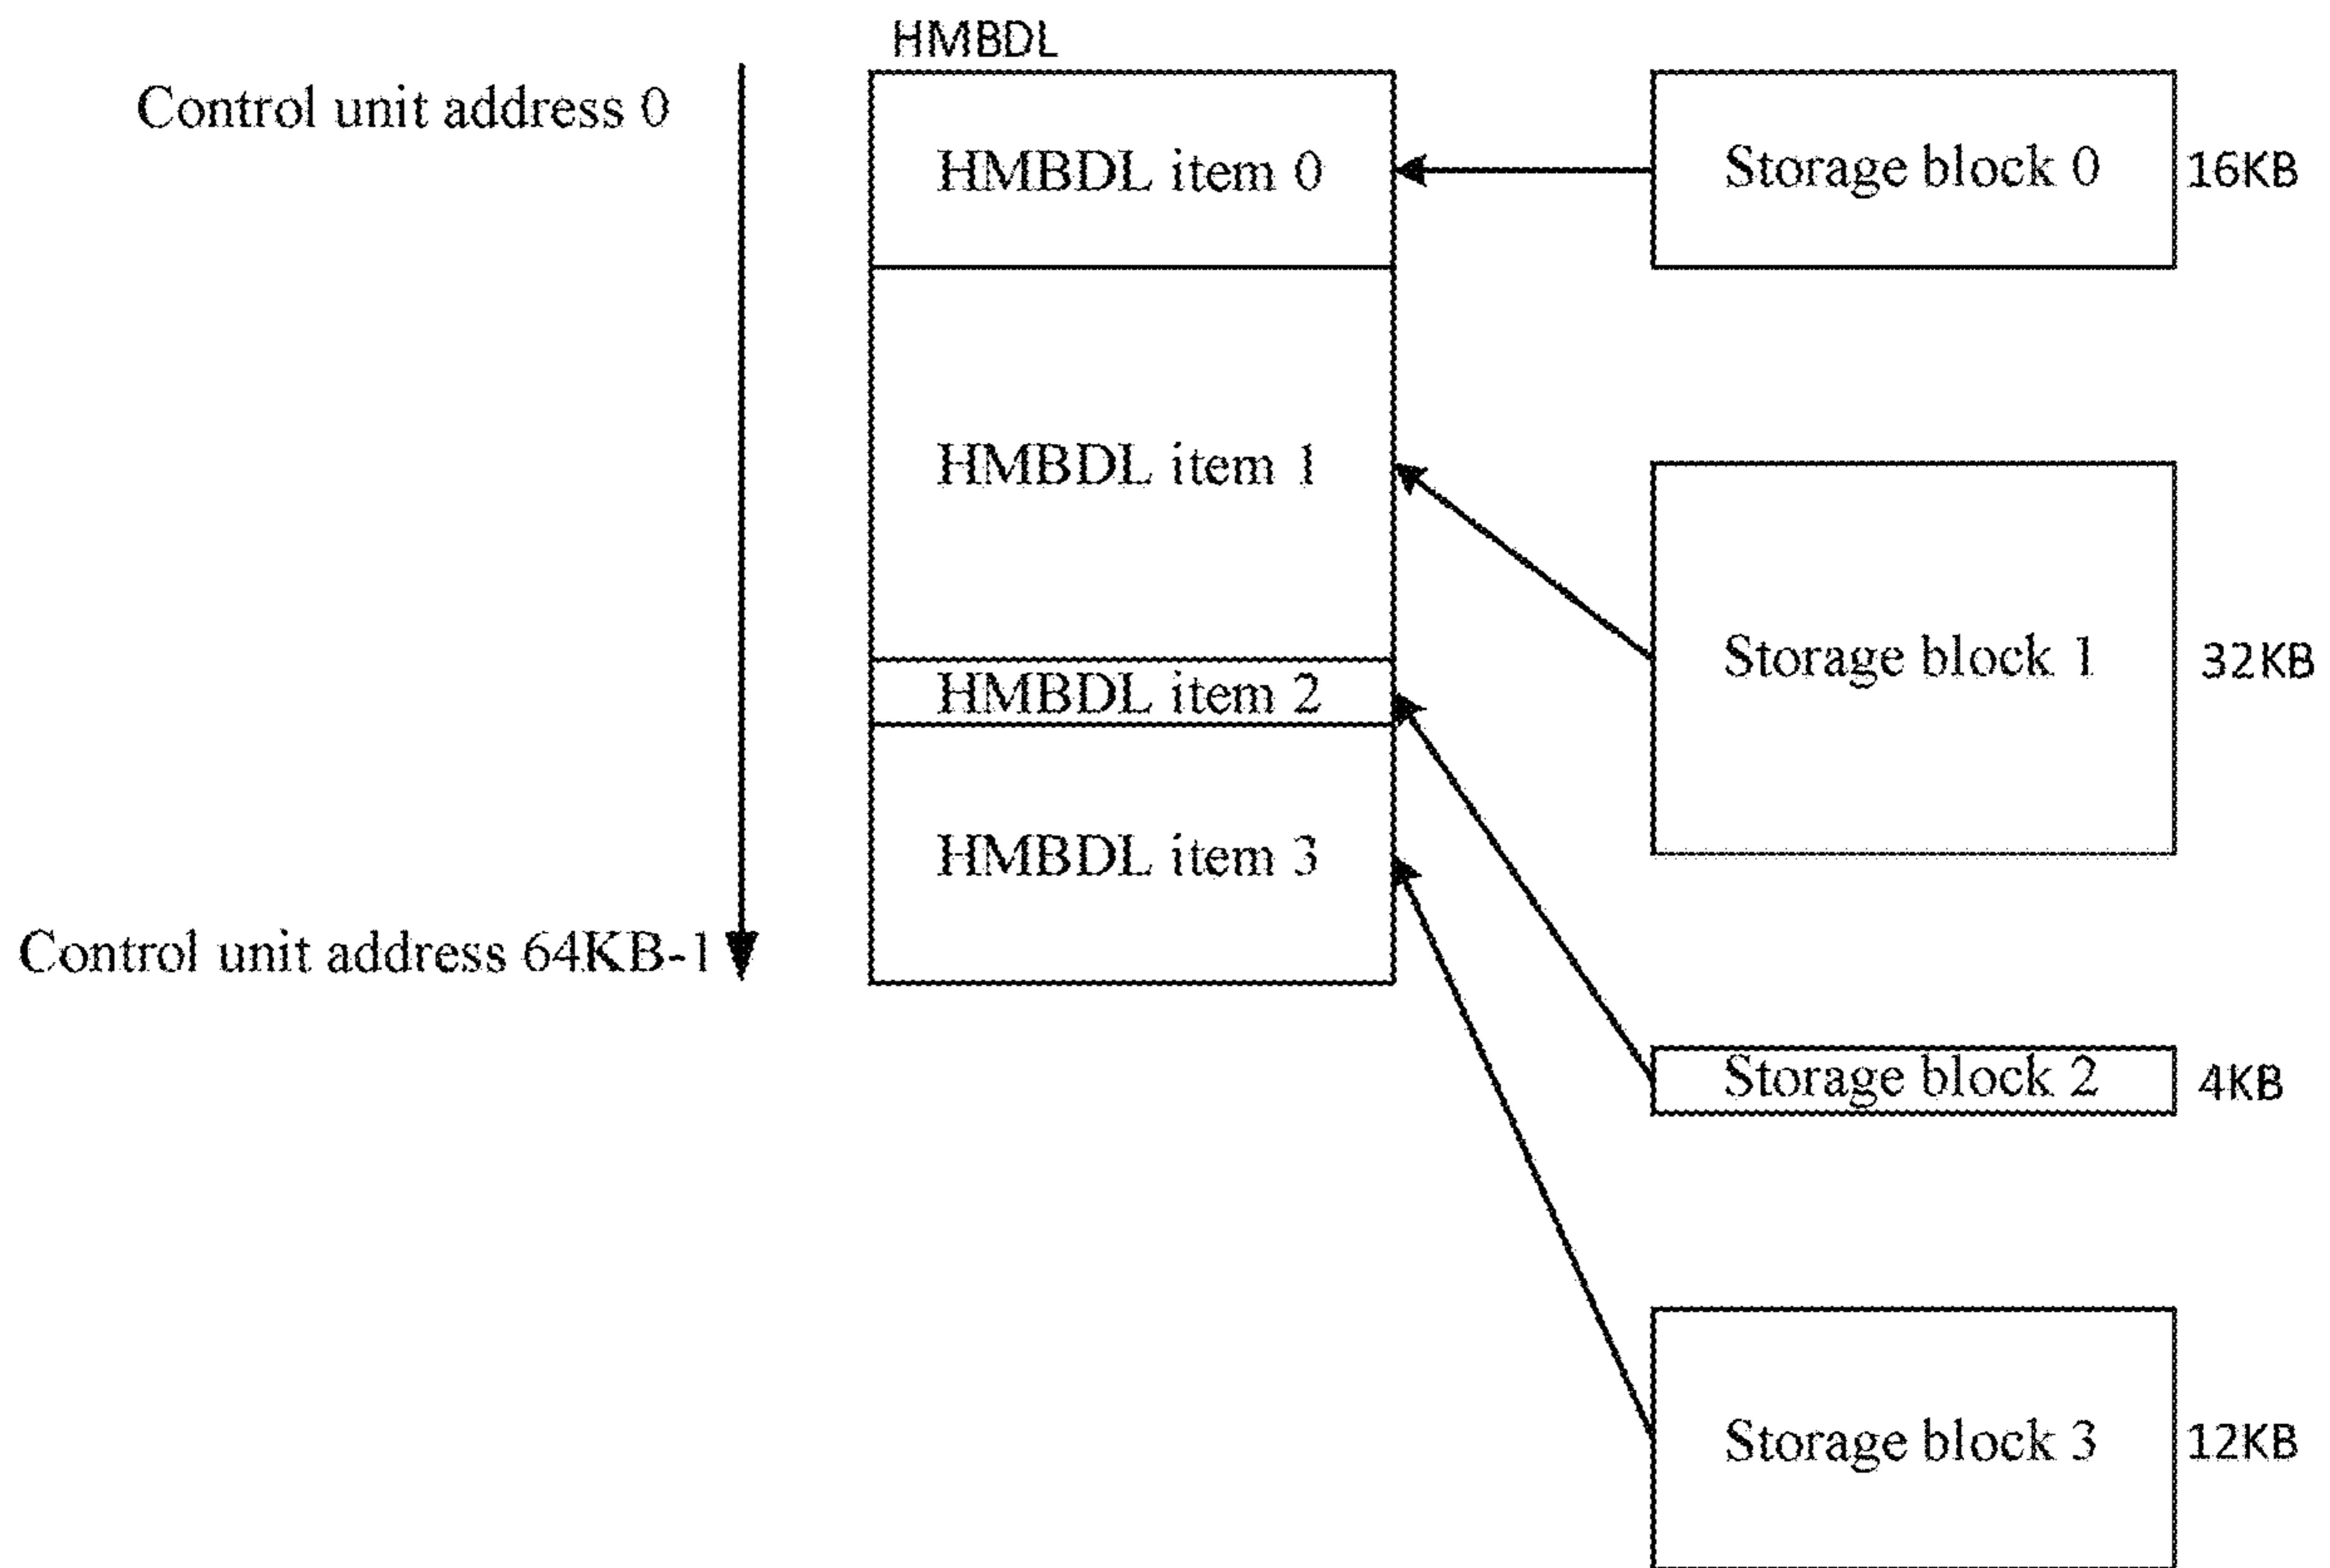 HMBDL
Control unit address 0
HMBDL item 0
Storage block 0
16KB
HMBDL item 1
Storage block 1
32KB
HMBDL item 2
HMBDL item 3
Control unit address 64KB-1
Storage block 2
4KB
Storage block 3
12KB